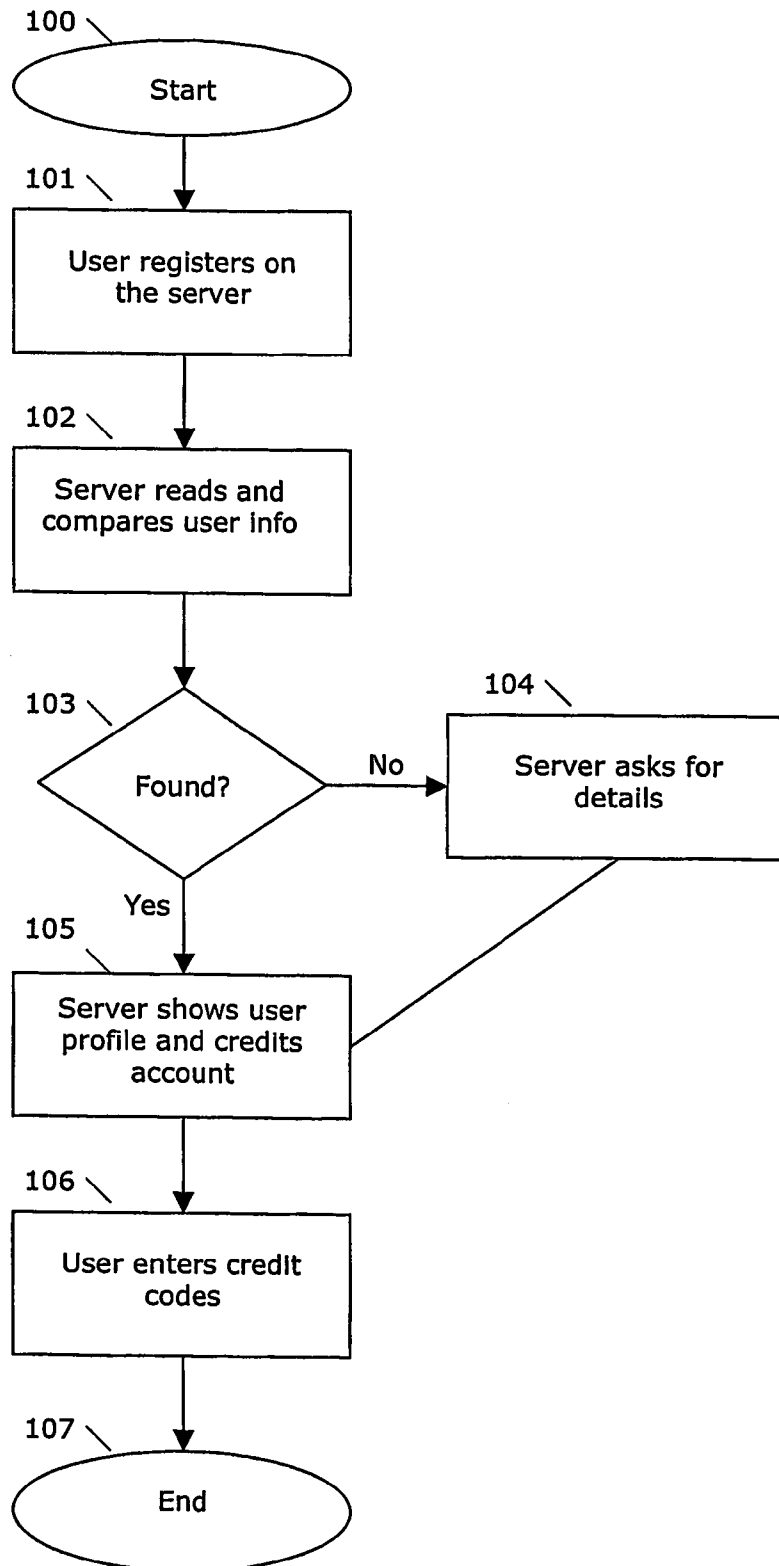 100
Start
101
User registers on
the server
102
Server reads and
compares user info
103
Found?
No
104
Server asks for
details
Yes
105
Server shows user
profile and credits
account
106
User enters credit
codes
107
End